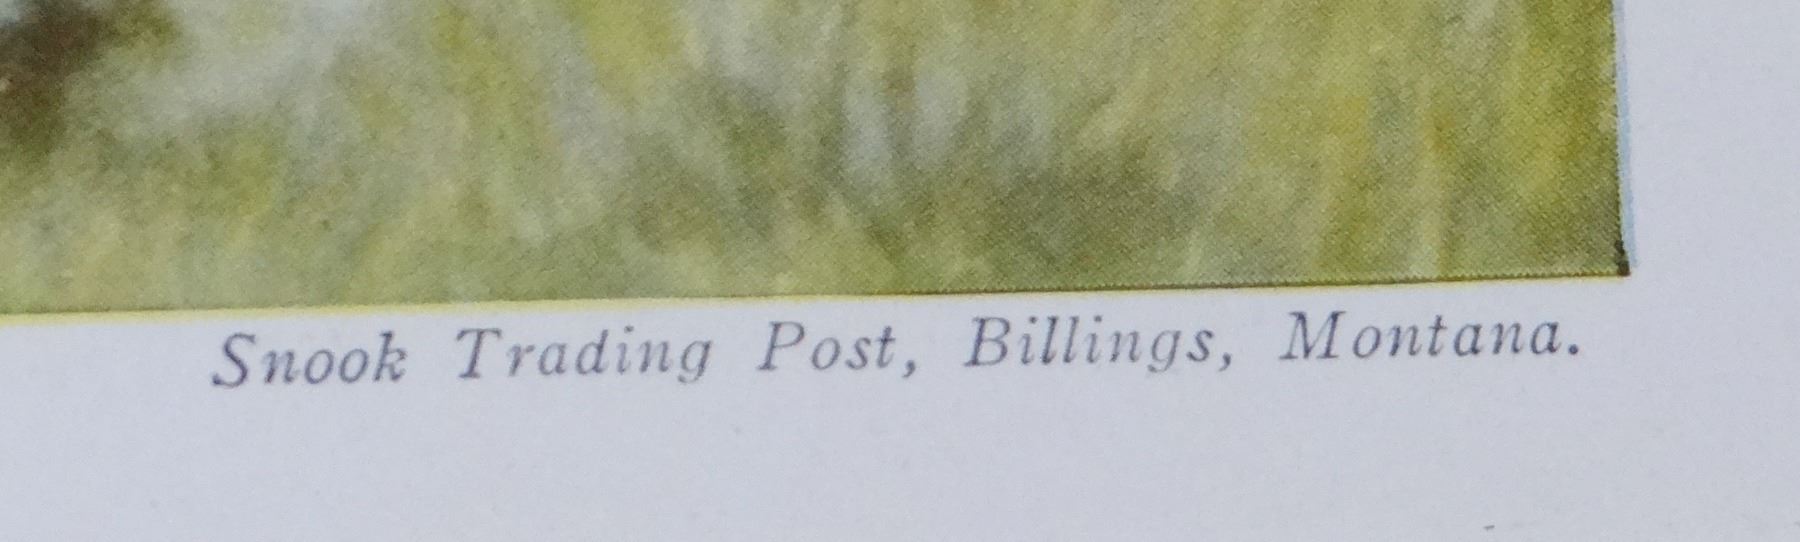 Snook Trading Post, Billings, Montana.